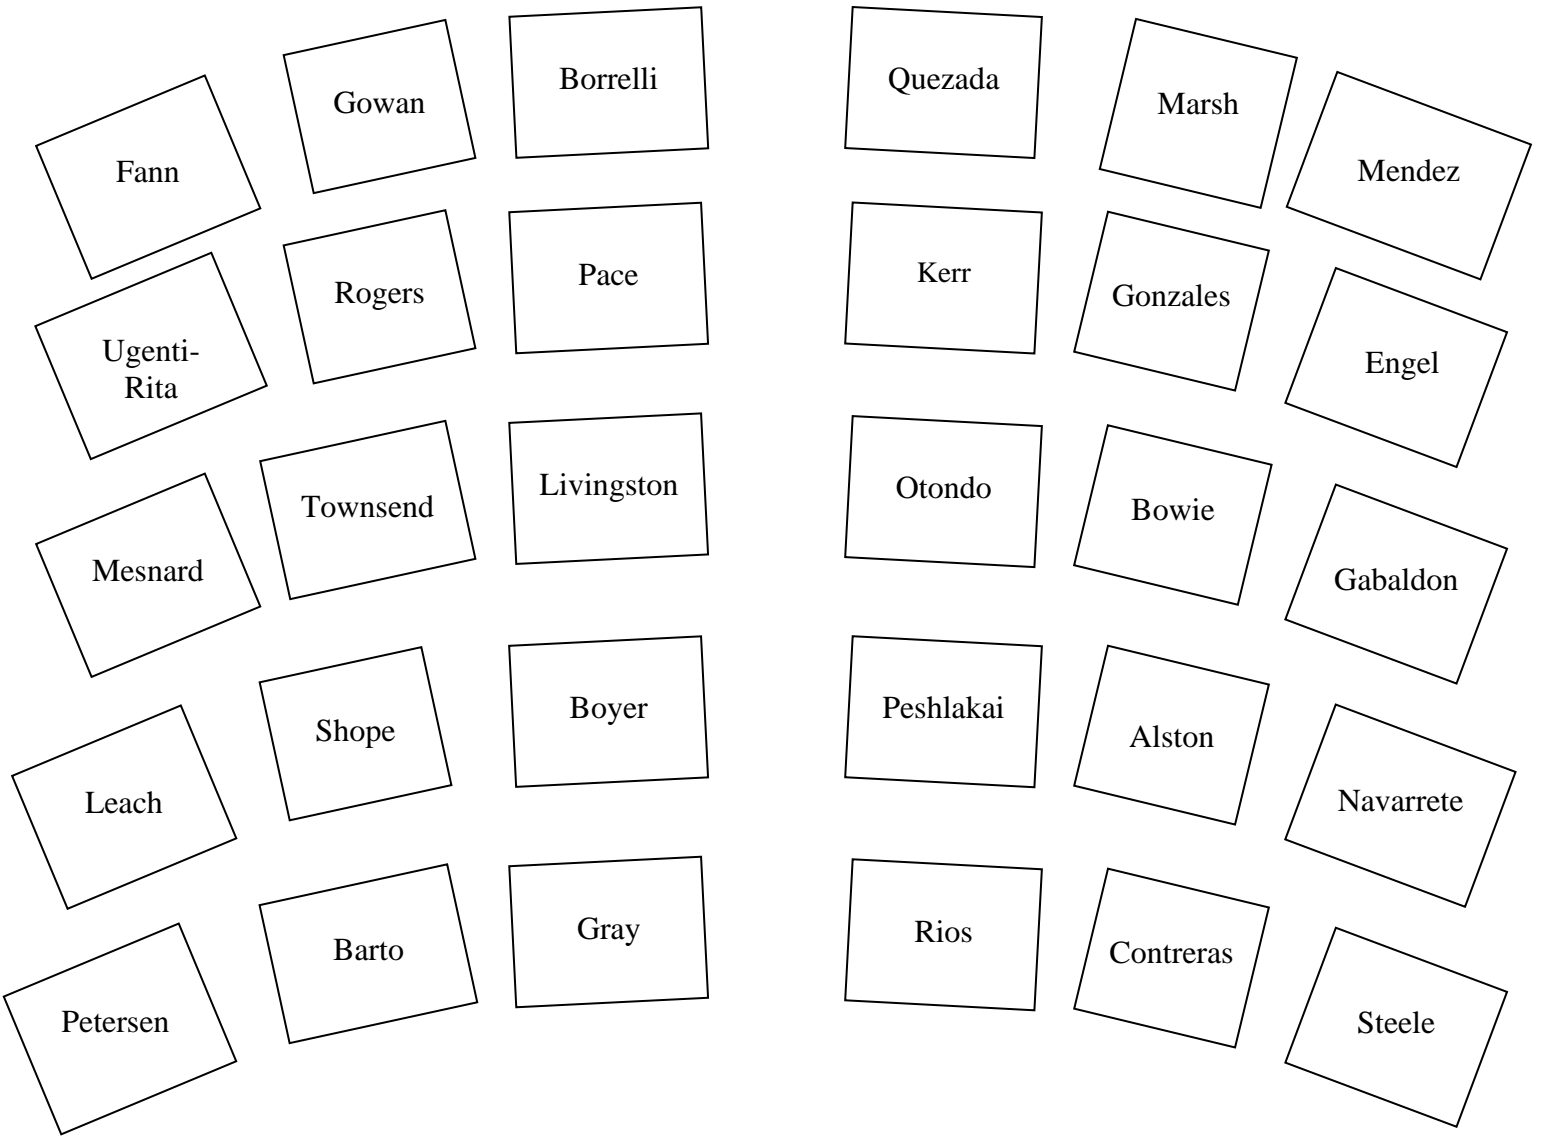 Fann
Gowan
Borrelli
Quezada
Marsh
Mendez
Ugenti-
Rita
Rogers
Pace
Kerr
Gonzales
Engel
Mesnard
Townsend
Livingston
Otondo
Bowie
Gabaldon
Leach
Shope
Boyer
Peshlakai
Alston
Navarrete
Petersen
Barto
Gray
Rios
Contreras
Steele